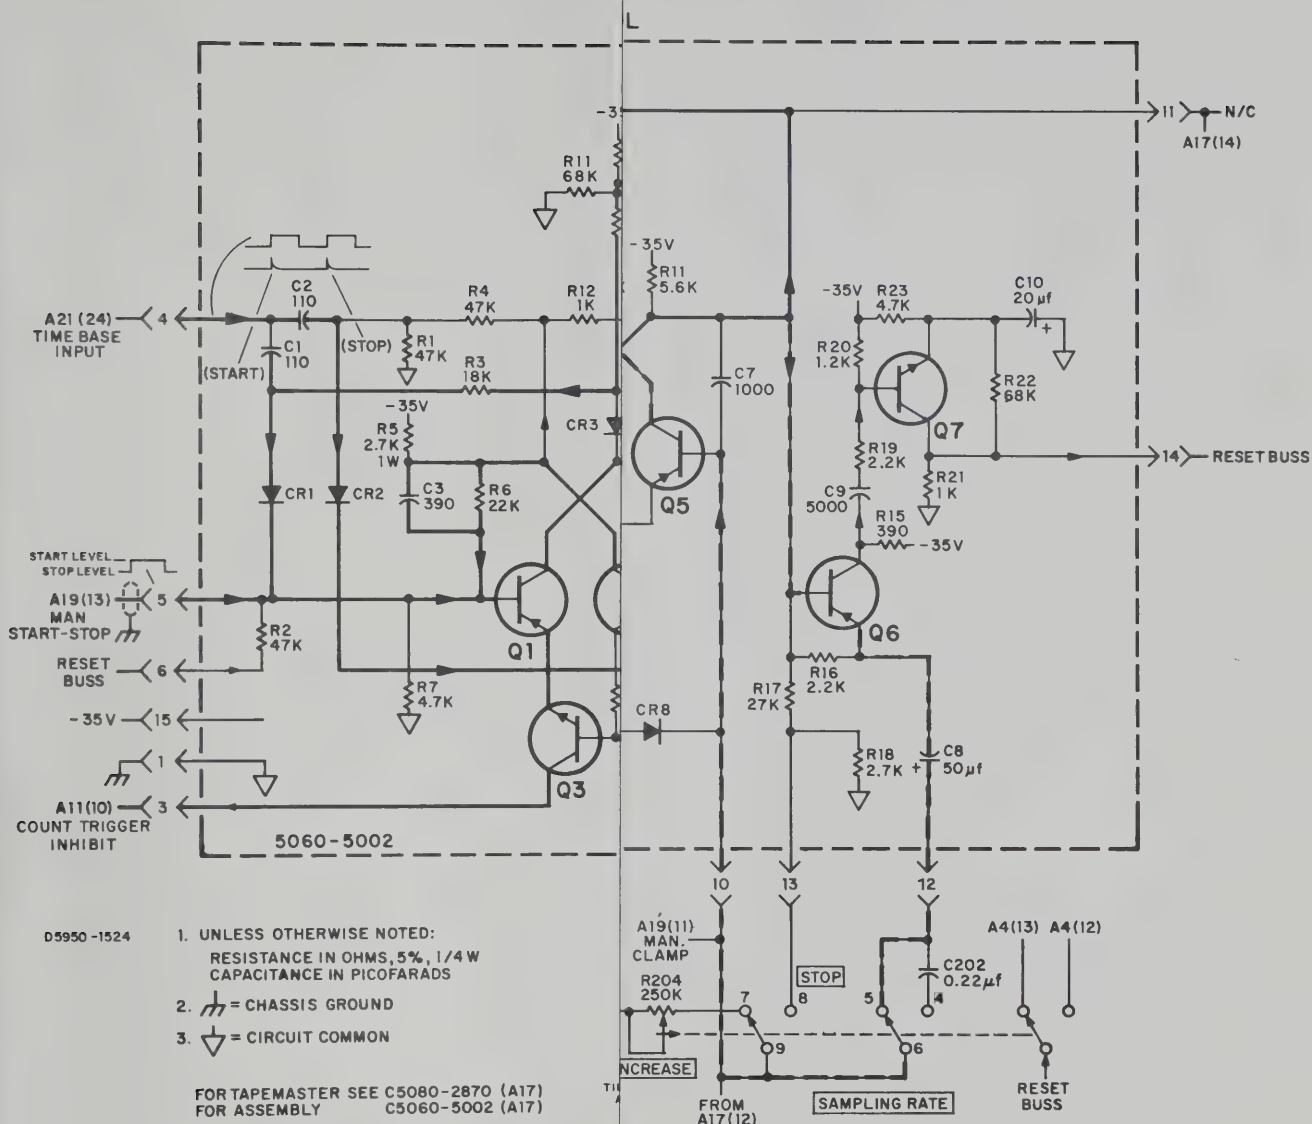 L
-3
11
N/C
A17(14)
R11
68K
-35V
R11
5.6K
C2
110
R4
47K
R12
1K
-35V
R23
4.7K
C10
20µf
+
A21 (24)
TIME BASE
INPUT
4
C1
110
(START)
(STOP)
R1
47K
R3
18K
R20
1.2K
C7
1000
R22
68K
Q7
-35V
R5
2.7K
1W
CR3
R19
2.2K
14
RESET BUSS
CR1
CR2
C3
390
R6
22K
Q5
C9
5000
R21
1K
R15
390
-35V
START LEVEL
STOP LEVEL
A19(13)
MAN
START-STOP
5
R2
47K
Q1
Q6
RESET
BUSS
6
R7
4.7K
R16
2.2K
R17
27K
-35V
15
CR8
1
Q3
R18
2.7K
+
C8
50µf
A11(10)
COUNT TRIGGER
INHIBIT
3
5060-5002
10
13
12
D5950-1524
1. UNLESS OTHERWISE NOTED:
RESISTANCE IN OHMS, 5%, 1/4 W
CAPACITANCE IN PICOFARADS
2. = CHASSIS GROUND
3. = CIRCUIT COMMON
FOR TAPEMASTER SEE C5080-2870 (A17)
FOR ASSEMBLY C5060-5002 (A17)
A19(11)
MAN.
CLAMP
A4(13) A4(12)
R204
250K
STOP
C202
0.22µf
7
8
5
4
9
6
NCREASE
FROM
A17(12)
SAMPLING RATE
RESET
BUSS